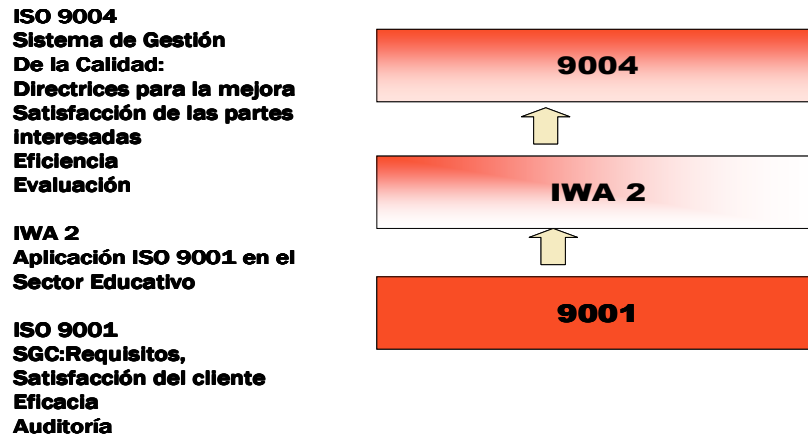 ISO 9004
Sistema de Gestión
De la Calidad:
Directrices para la mejora
Satisfacción de las partes
interesadas
Eficiencia
Evaluación
IWA 2
Aplicación ISO 9001 en el
Sector Educativo
ISO 9001
SGC:Requisitos,
Satisfacción del cliente
Eficacia
Auditoría
9004
IWA 2
9001